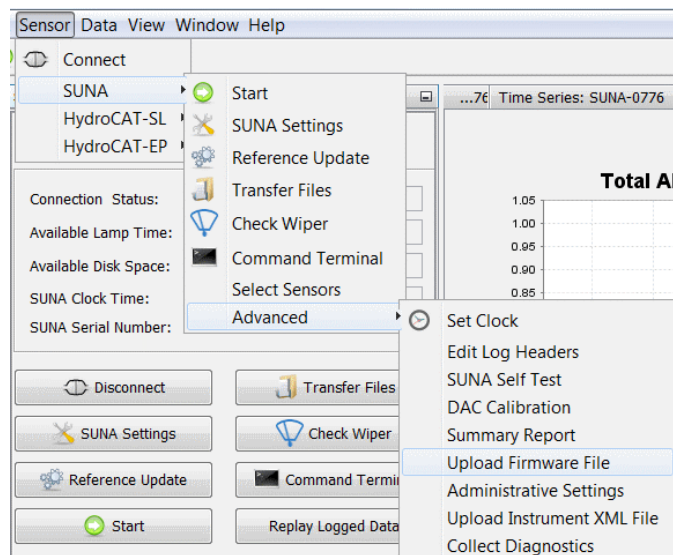 Sensor Data View Window Help
Connect
SUNA
HydroCAT-SL
HydroCAT-EP
Start
SUNA Settings
Reference Update
Transfer Files
Check Wiper
Command Terminal
Select Sensors
Advanced
Set Clock
Edit Log Headers
SUNA Self Test
DAC Calibration
Summary Report
Upload Firmware File
Administrative Settings
Upload Instrument XML File
Collect Diagnostics
...76 Time Series: SUNA-0776
Total A
1.05
1.00
0.95
0.90
0.85
Connection Status:
Available Lamp Time:
Available Disk Space:
SUNA Clock Time:
SUNA Serial Number:
Disconnect Transfer Files
SUNA Settings Check Wiper
Reference Update Command Termi
Start Replay Logged Data